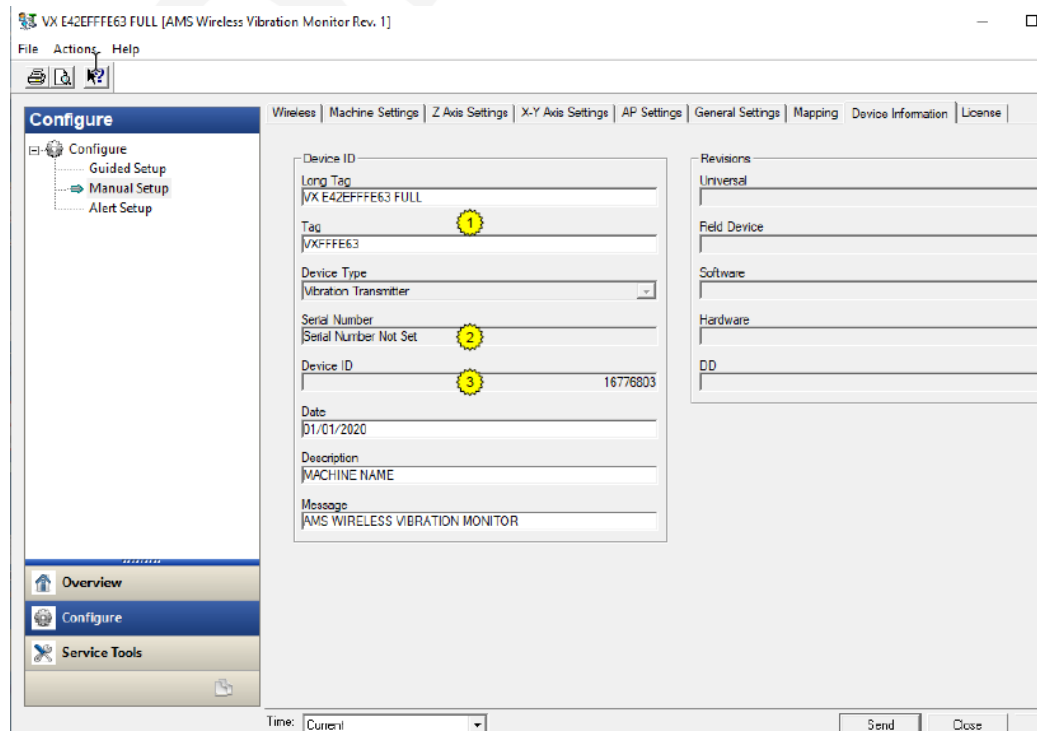 VX E42EFFFE63 FULL [AMS Wireless Vibration Monitor Rev. 1]
File Actions Help
Configure
Configure
Guided Setup
Manual Setup
Alert Setup
Overview
Configure
Service Tools
Wireless Machine Settings Z Axis Settings X-Y Axis Settings AP Settings General Settings Mapping Device Information License
Device ID
Long Tag
VX E42EFFFE63 FULL
1
Tag
VXFFFE63
Device Type
Vibration Transmitter
Serial Number
Serial Number Not Set
2
Device ID
3
16776803
Date
01/01/2020
Description
MACHINE NAME
Message
AMS WIRELESS VIBRATION MONITOR
Revisions
Universal
Field Device
Software
Hardware
DD
Time: Current
Send Close